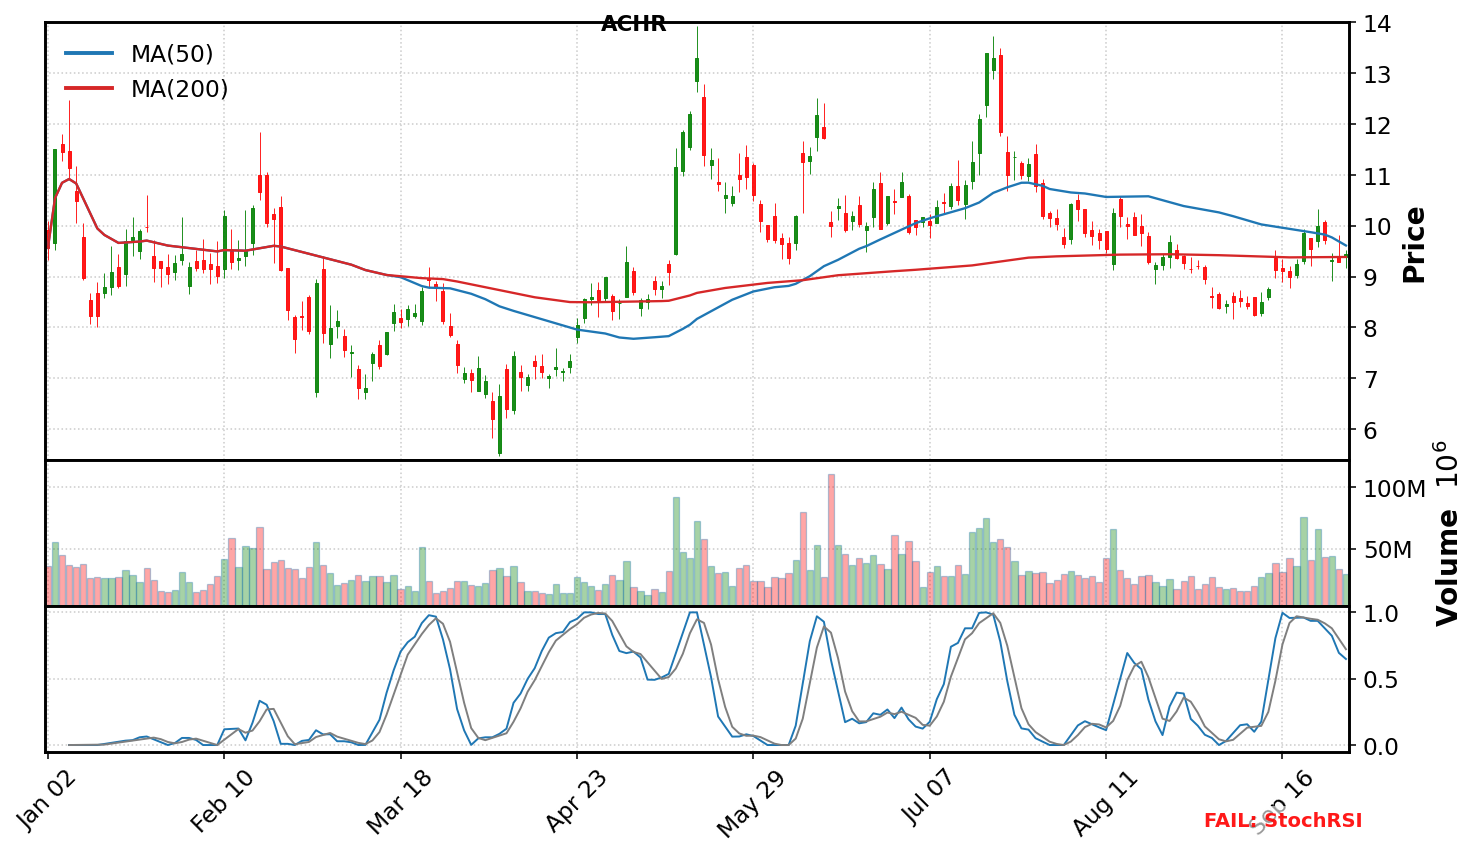 ACHR
MA(50)
MA(200)
14
13
12
11
10
9
8
7
6
Price
100M
50M
Volume 10⁶
1.0
0.5
0.0
Jan 02
Feb 10
Mar 18
Apr 23
May 29
Jul 07
Aug 11
Sep 16
FAIL: StochRSI